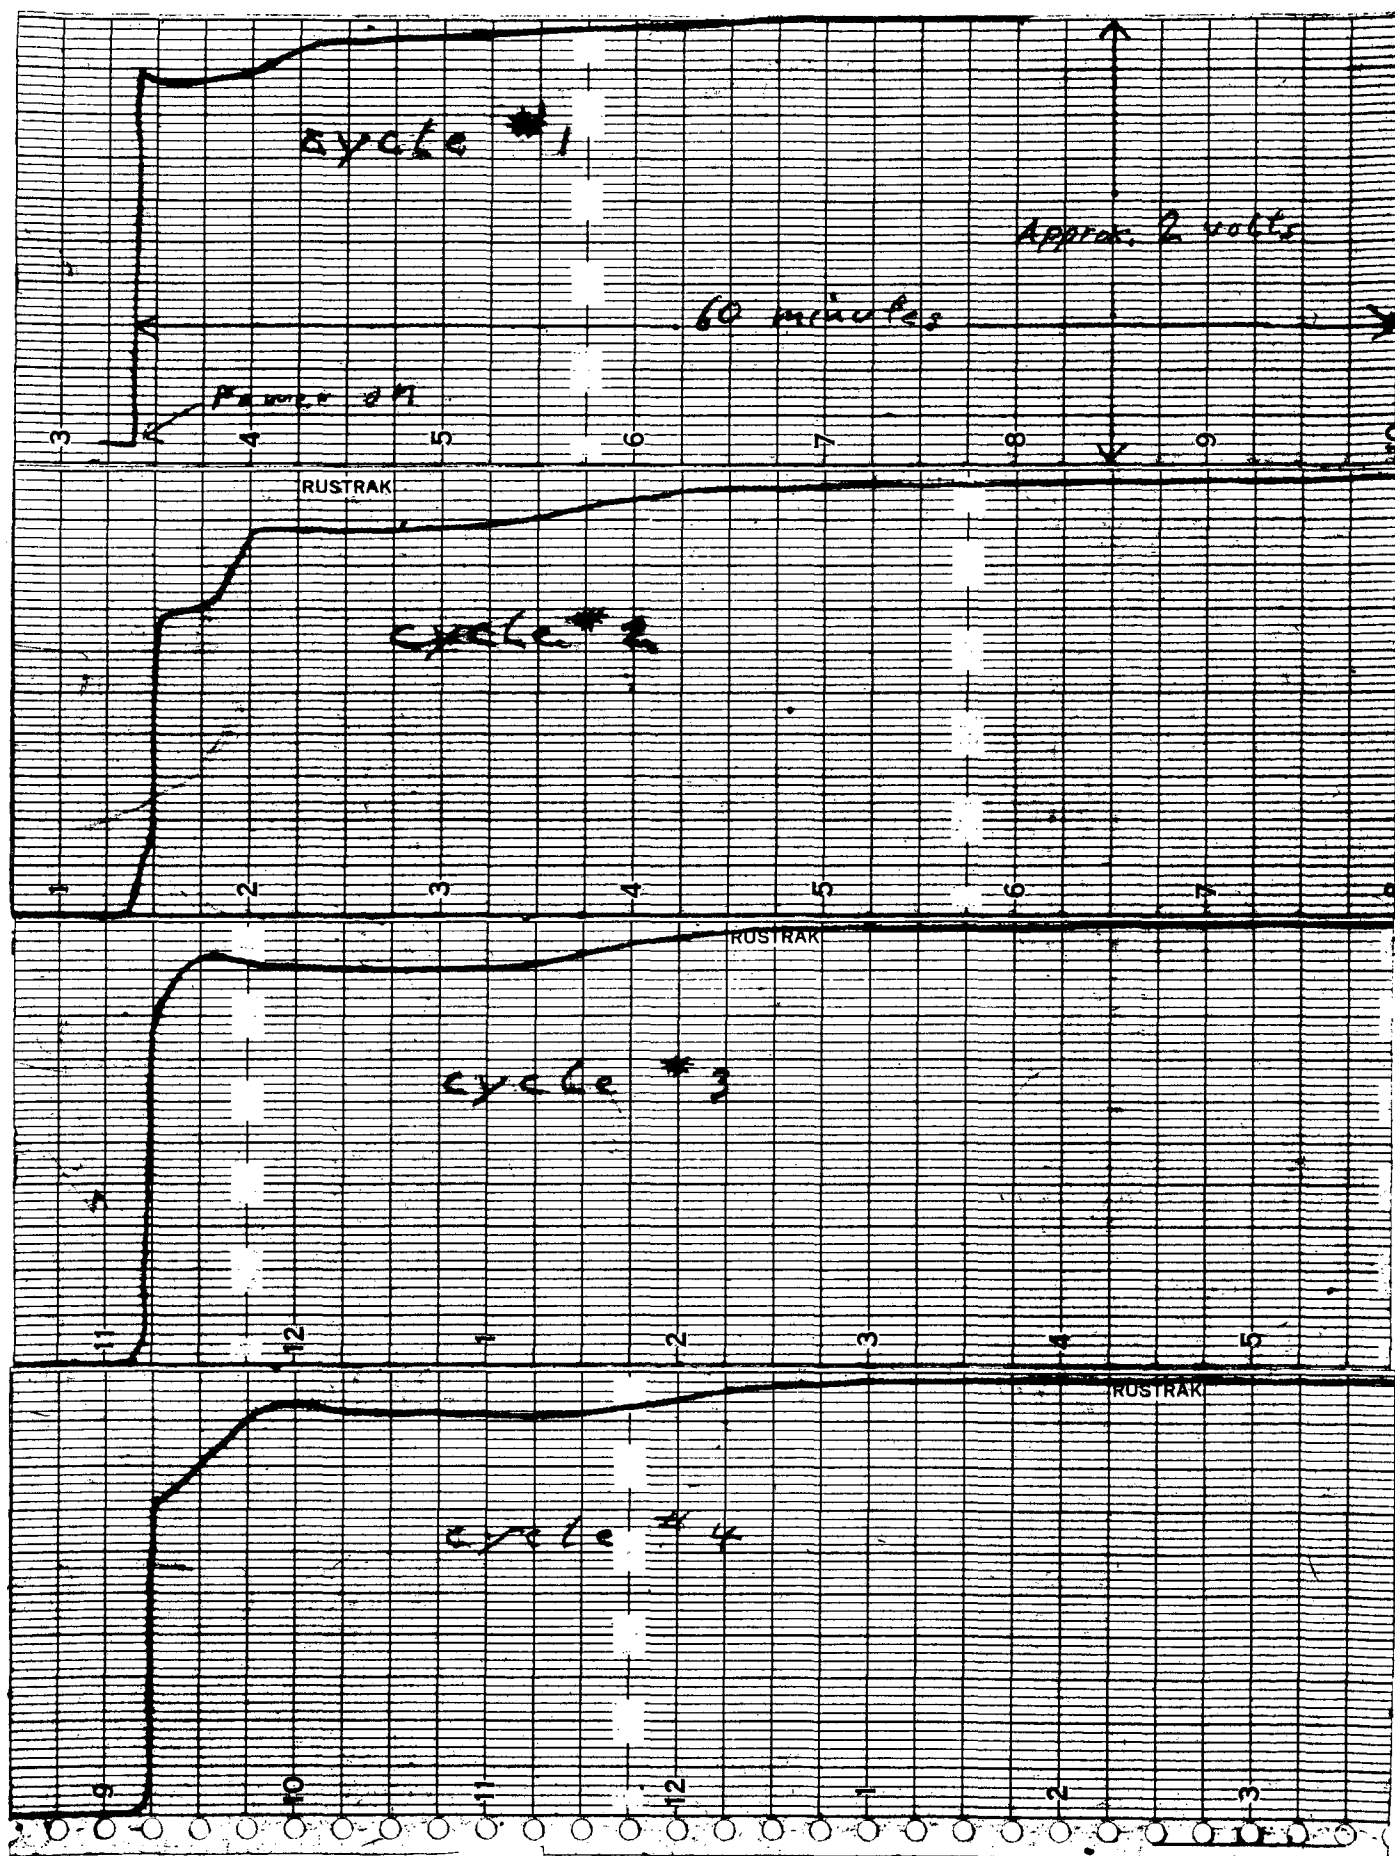 cycle # 1
Approx. 2 volts
60 minutes
Power on
3 4 5 6 7 8 9 10
RUSTRAK
cycle # 2
1 2 3 4 5 6 7 8
RUSTRAK
cycle # 3
11 12 1 2 3 4 5
RUSTRAK
cycle # 4
9 10 11 12 1 2 3